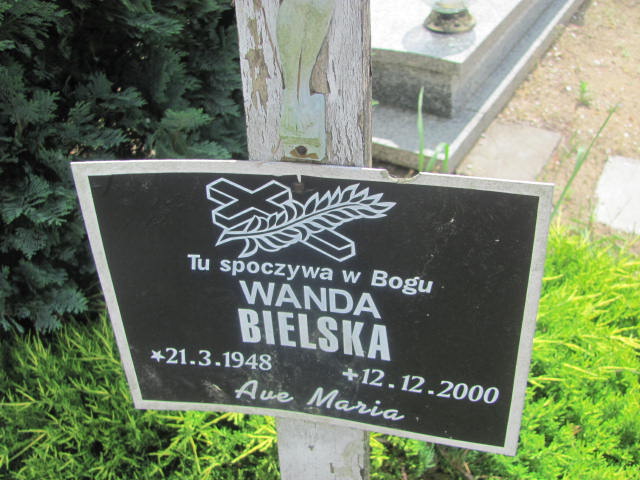 Tu spoczywa w Bogu
WANDA
BIELSKA
*21.3.1948 +12.12.2000
Ave Maria